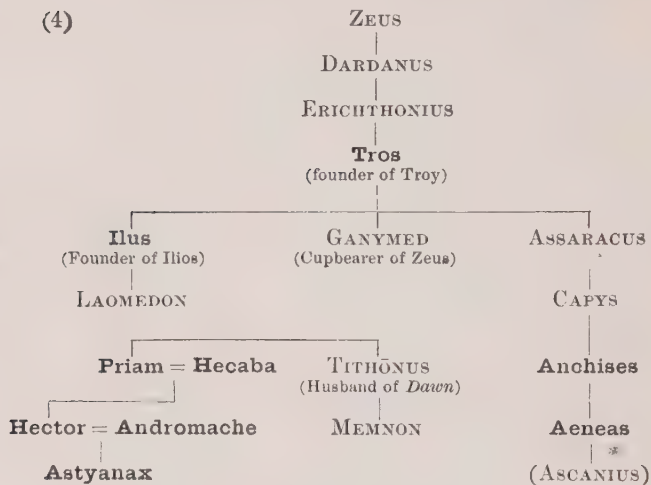 (4) ZEUS
DARDANUS
ERICHTHONIUS
Tros
(founder of Troy)
Ilus GANYMED ASSARACUS
(Founder of Ilios) (Cupbearer of Zeus)
LAOMEDON CAPYS
Priam = Hecaba TITHŌNUS Anchises
(Husband of Dawn)
Hector = Andromache MEMNON Aeneas
Astyanax (ASCANIUS)